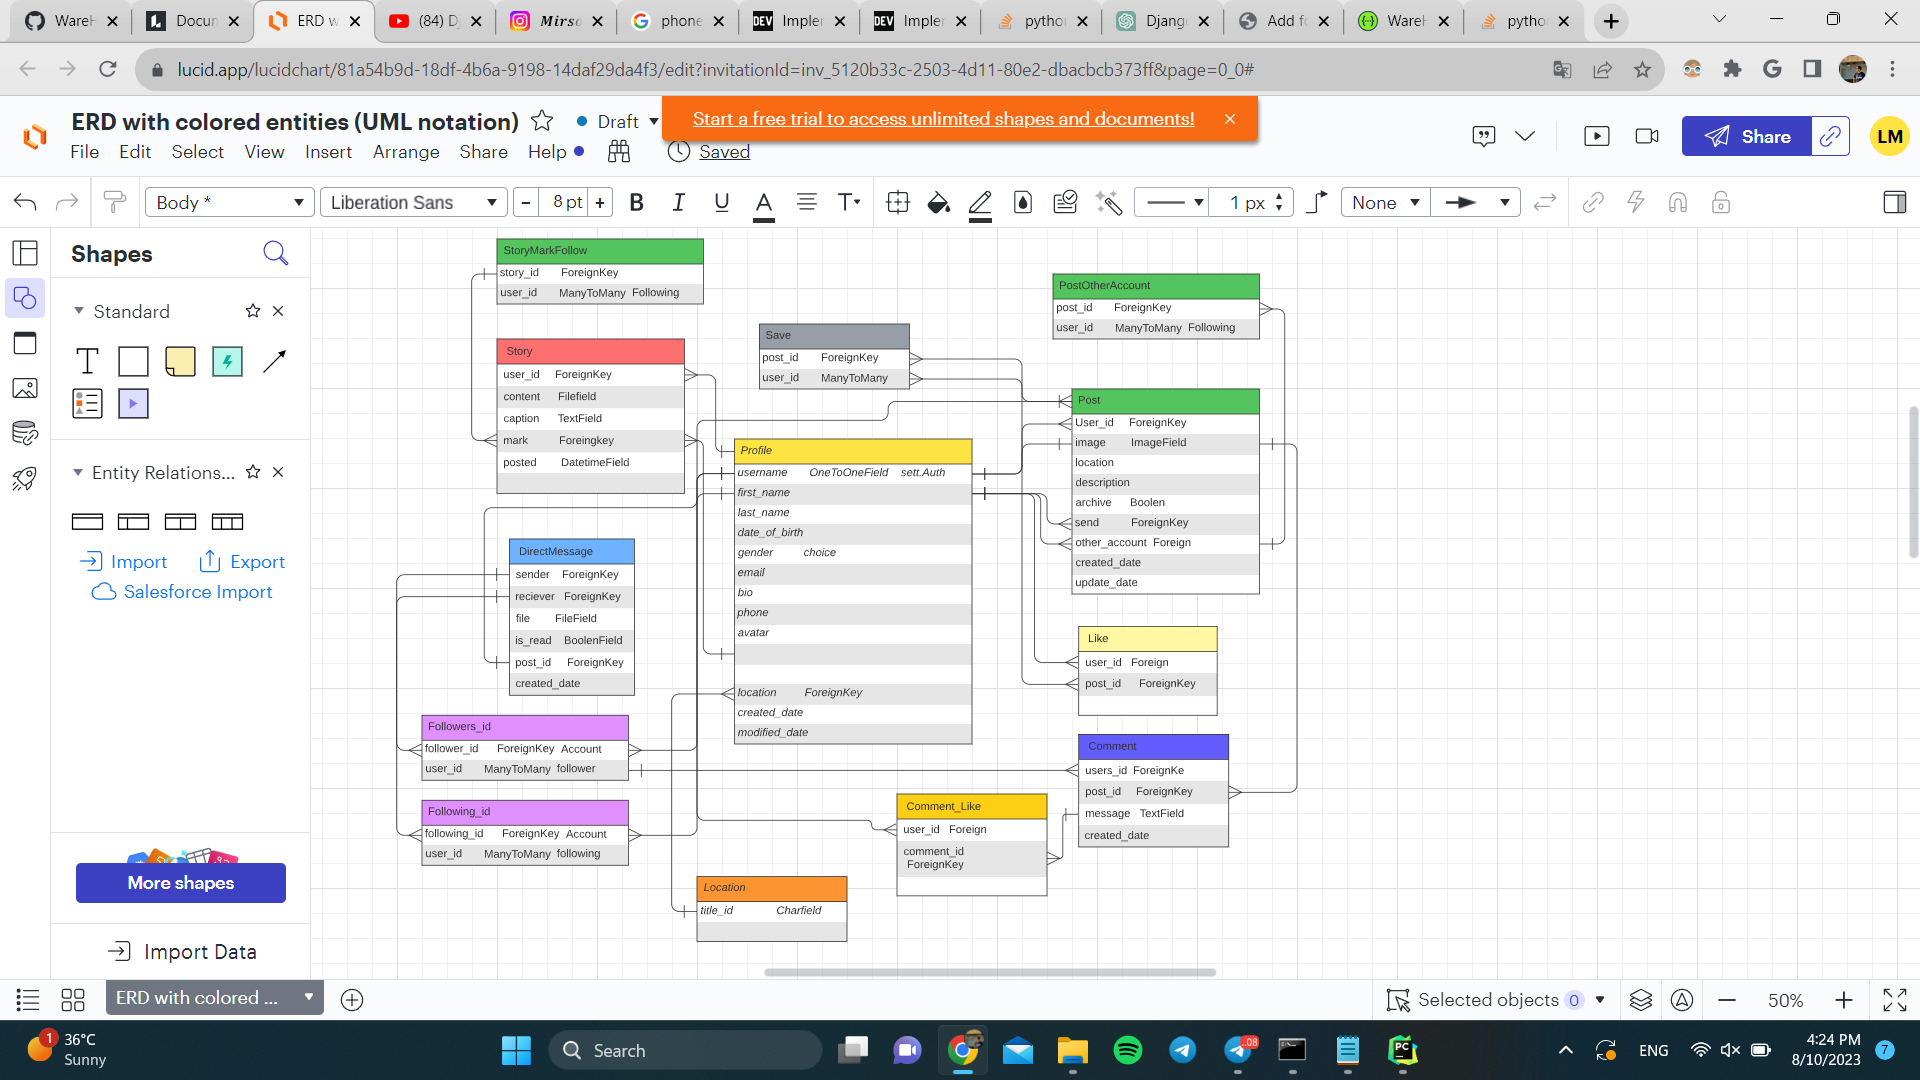 WareH
Docun
ERD w
(84) D
Mirso
phone
Impler
Impler
pytho
Djang
Add fo
WareH
pytho
lucid.app/lucidchart/81a54b9d-18df-4b6a-9198-14daf29da4f3/edit?invitationId=inv_5120b33c-2503-4d11-80e2-dbacbcb373ff&page=0_0#
ERD with colored entities (UML notation)
Draft
Start a free trial to access unlimited shapes and documents!
File Edit Select View Insert Arrange Share Help
Saved
Share
LM
Body *
Liberation Sans
- 8 pt +
B I U A T
1 px
None
Shapes
Standard
T
Entity Relations...
Import
Export
Salesforce Import
More shapes
Import Data
StoryMarkFollow
story_id ForeignKey
user_id ManyToMany Following
Story
user_id ForeignKey
content Filefield
caption TextField
mark Foreingkey
posted DatetimeField
Save
post_id ForeignKey
user_id ManyToMany
PostOtherAccount
post_id ForeignKey
user_id ManyToMany Following
Post
User_id ForeignKey
image ImageField
location
description
archive Boolen
send ForeignKey
other_account Foreign
created_date
update_date
Profile
username OneToOneField sett.Auth
first_name
last_name
date_of_birth
gender choice
email
bio
phone
avatar
location ForeignKey
created_date
modified_date
DirectMessage
sender ForeignKey
reciever ForeignKey
file FileField
is_read BoolenField
post_id ForeignKey
created_date
Like
user_id Foreign
post_id ForeignKey
Followers_id
follower_id ForeignKey Account
user_id ManyToMany follower
Following_id
following_id ForeignKey Account
user_id ManyToMany following
Comment
users_id ForeignKe
post_id ForeignKey
message TextField
created_date
Comment_Like
user_id Foreign
comment_id
ForeignKey
Location
title_id Charfield
ERD with colored ...
Selected objects 0
50%
1
36°C
Sunny
Search
.08
ENG
4:24 PM
8/10/2023
7